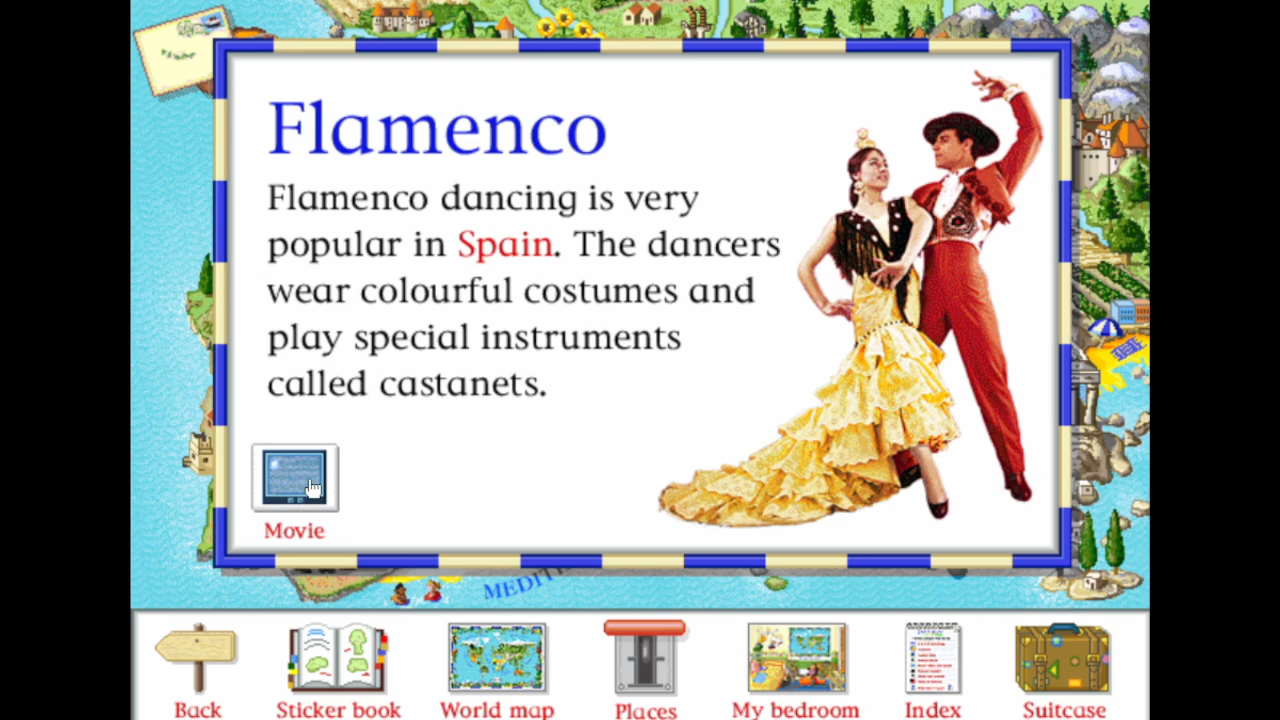 Flamenco
Flamenco dancing is very
popular in Spain. The dancers
wear colourful costumes and
play special instruments
called castanets.
Movie
MEDIT
Back
Sticker book
World map
Places
My bedroom
Index
Suitcase